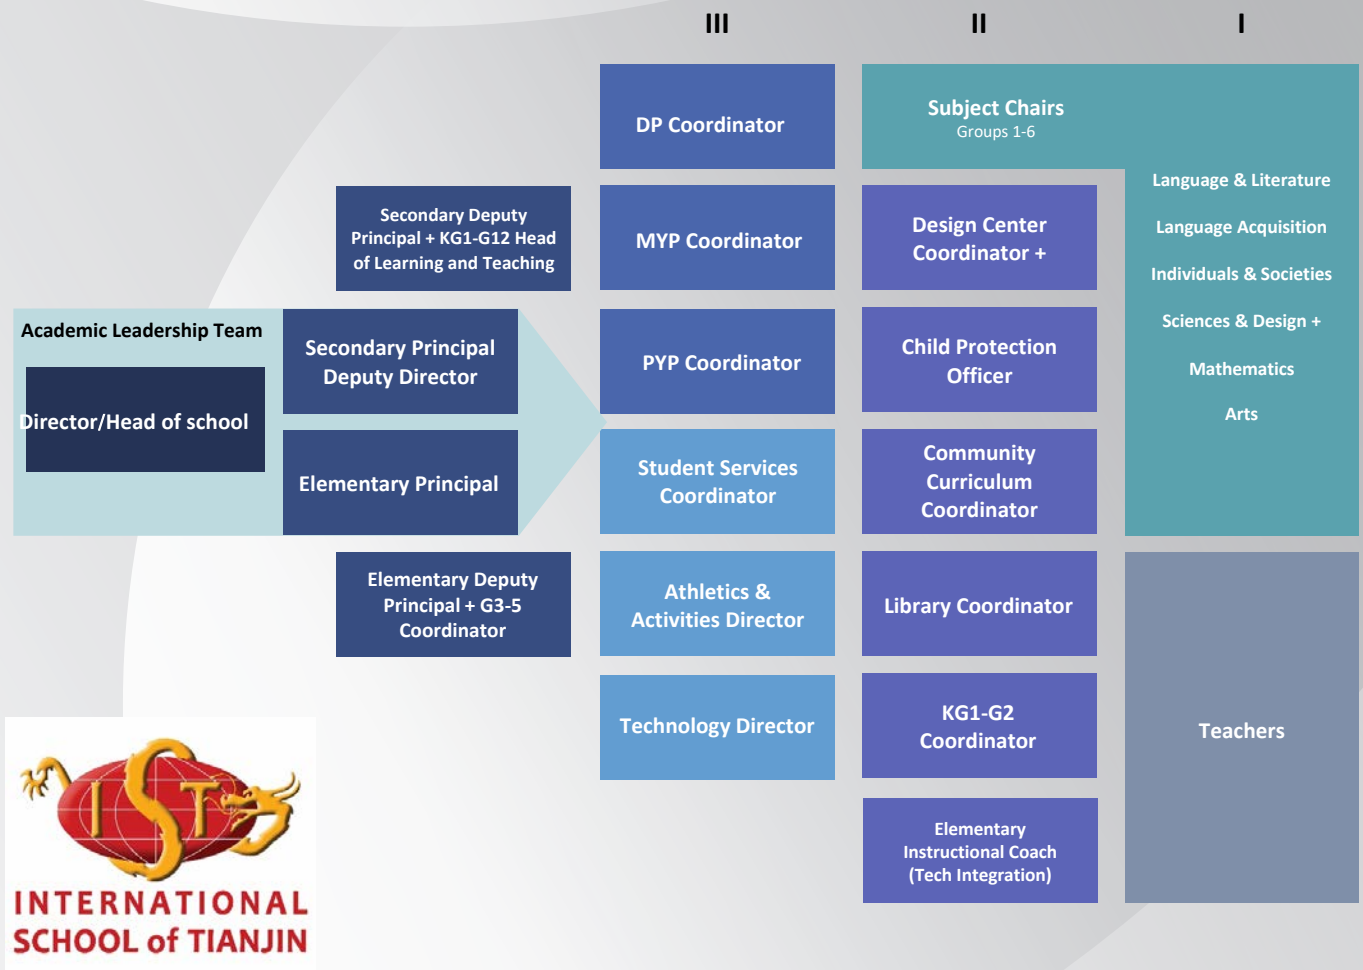 III
II
I
DP Coordinator
Subject Chairs
Groups 1-6
Language & Literature
Language Acquisition
Individuals & Societies
Sciences & Design +
Mathematics
Arts
Secondary Deputy
Principal + KG1-G12 Head
of Learning and Teaching
MYP Coordinator
Design Center
Coordinator +
Academic Leadership Team
Director/Head of school
Secondary Principal
Deputy Director
PYP Coordinator
Child Protection
Officer
Elementary Principal
Student Services
Coordinator
Community
Curriculum
Coordinator
Elementary Deputy
Principal + G3-5
Coordinator
Athletics &
Activities Director
Library Coordinator
Teachers
Technology Director
KG1-G2
Coordinator
Elementary
Instructional Coach
(Tech Integration)
IST
INTERNATIONAL
SCHOOL of TIANJIN